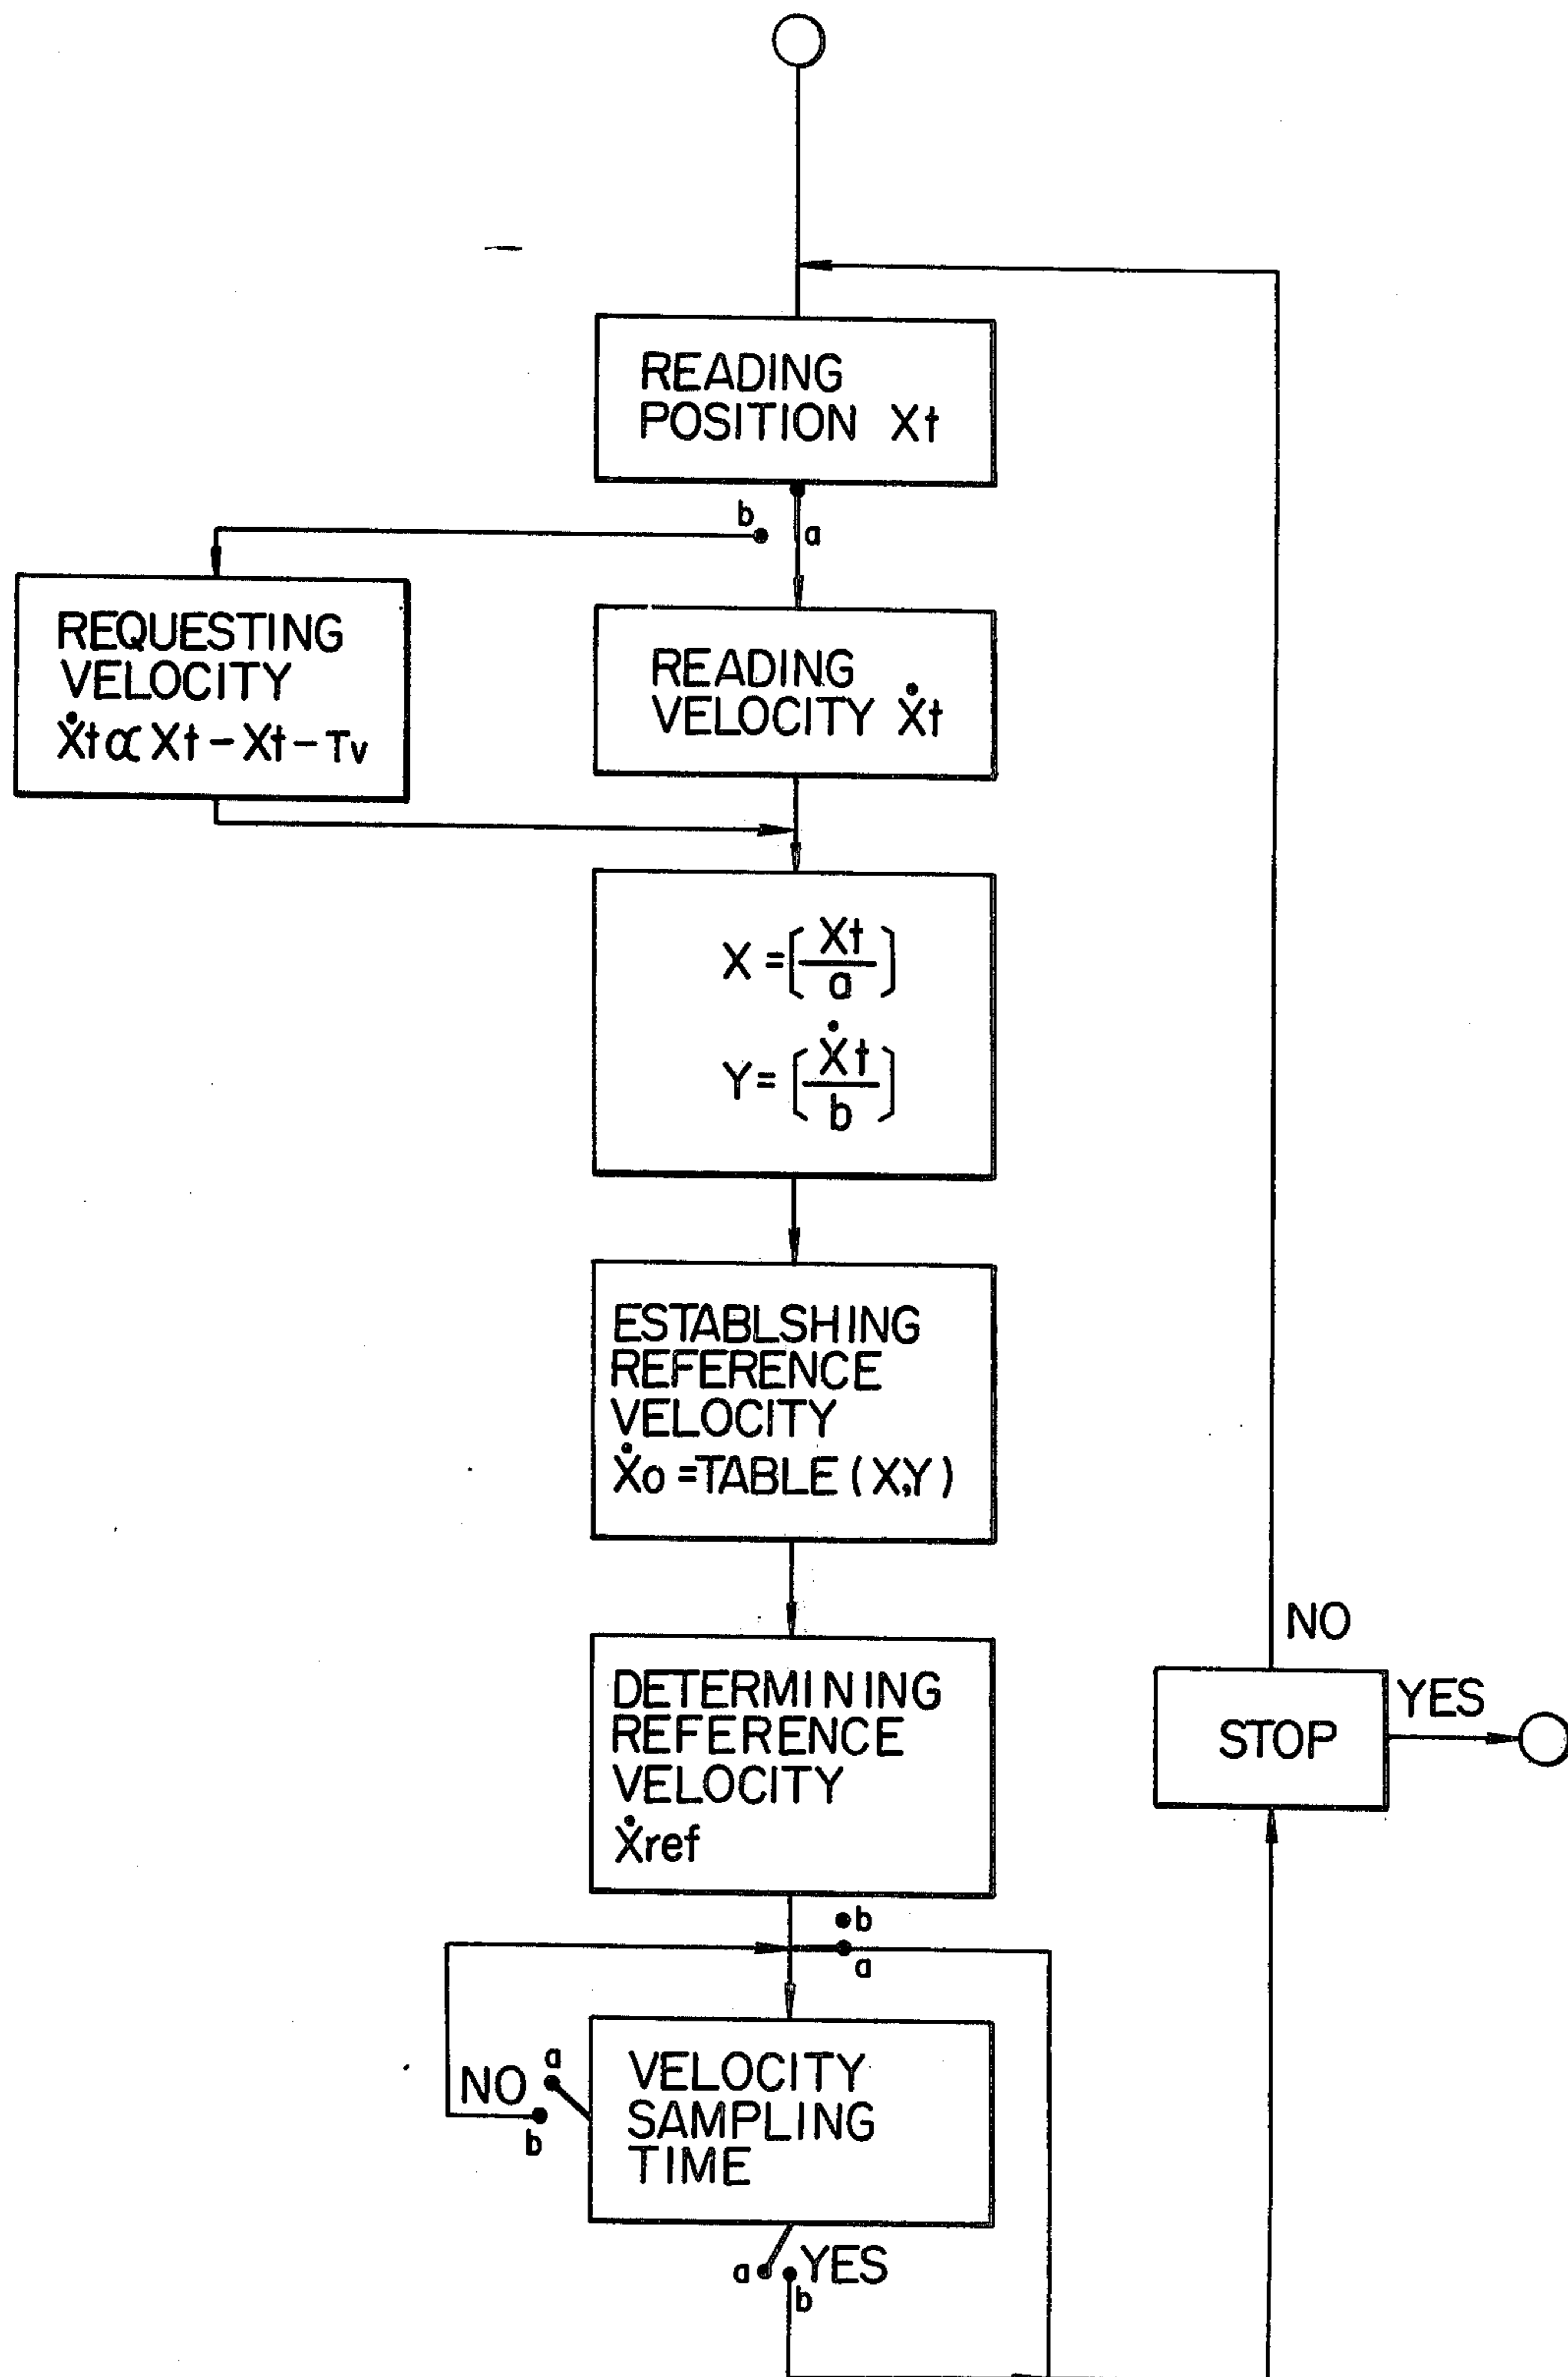 READING
POSITION Xt
b
a
REQUESTING
VELOCITY
Ẋt ∝ Xt - Xt - Tv
READING
VELOCITY Ẋt
X = [Xt/a]
Y = [Ẋt/b]
ESTABLSHING
REFERENCE
VELOCITY
Ẋo = TABLE (X,Y)
DETERMINING
REFERENCE
VELOCITY
Ẋref
NO
STOP
YES
b
a
NO
a
b
VELOCITY
SAMPLING
TIME
a
YES
b